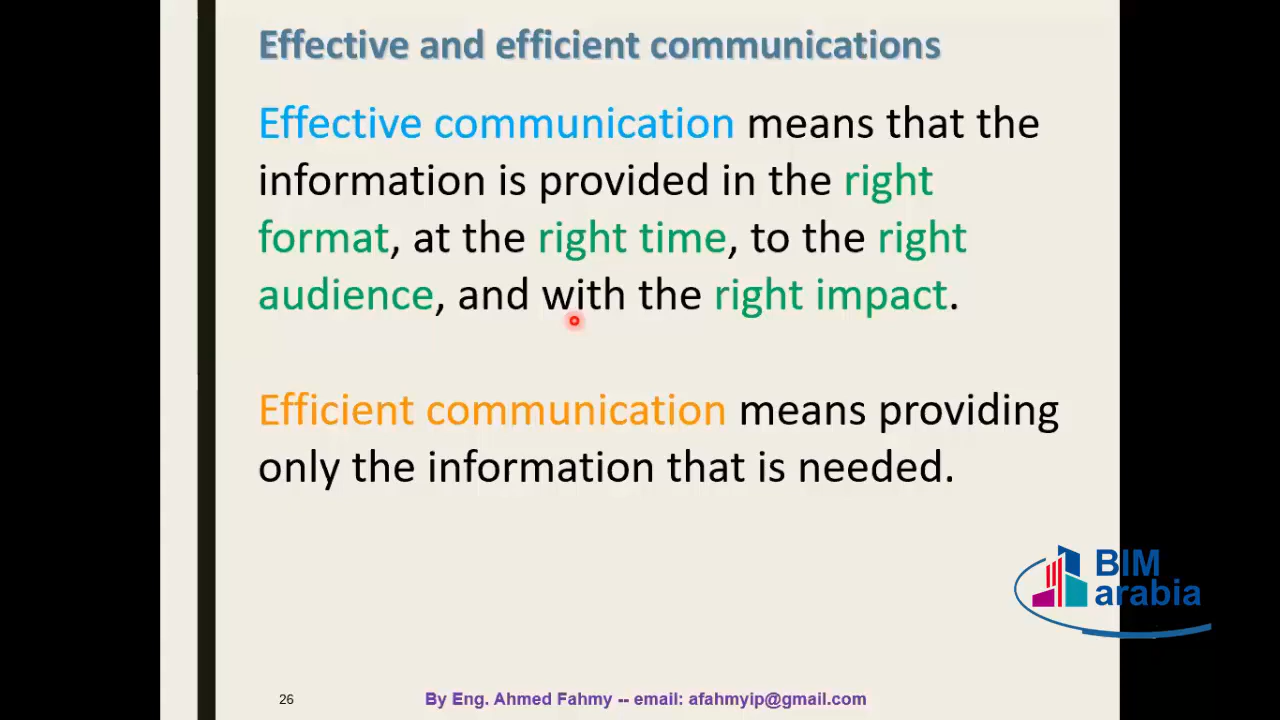 Effective and efficient communications
Effective communication means that the
information is provided in the right
format, at the right time, to the right
audience, and with the right impact.
Efficient communication means providing
only the information that is needed.
BIM
arabia
26
By Eng. Ahmed Fahmy -- email: afahmyip@gmail.com